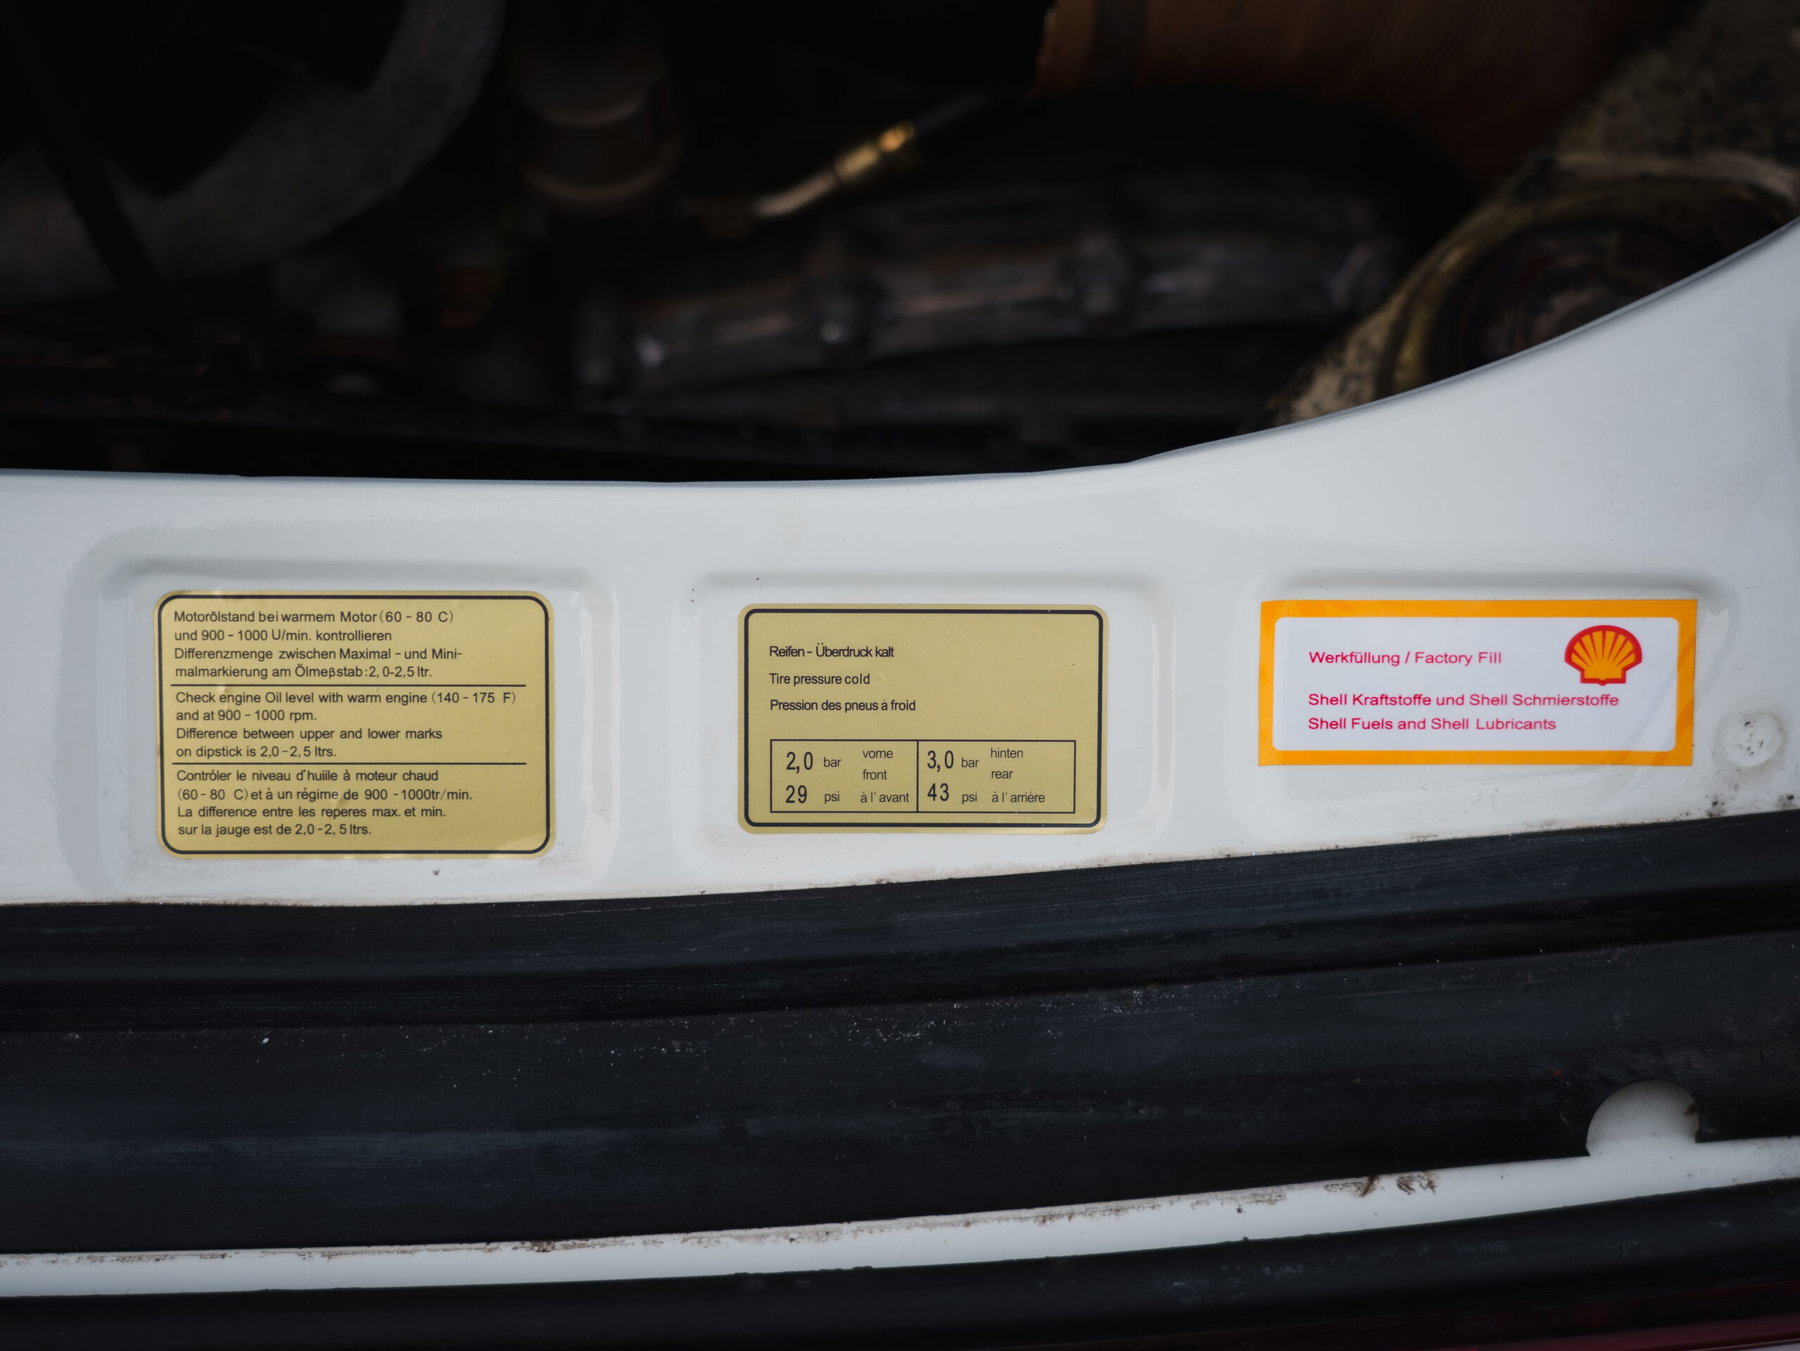 Motorölstand bei warmem Motor (60 - 80 C)
und 900 - 1000 U/min. kontrollieren
Differenzmenge zwischen Maximal - und Mini-
malmarkierung am Ölmeßstab: 2,0-2,5 ltr.
Check engine Oil level with warm engine (140 - 175 F)
and at 900 - 1000 rpm.
Difference between upper and lower marks
on dipstick is 2,0 - 2,5 ltrs.
Contróler le niveau d'huiile à moteur chaud
(60 - 80 C) et à un régime de 900 - 1000tr/min.
La difference entre les reperes max. et min.
sur la jauge est de 2,0 - 2,5 ltrs.
Reifen - Überdruck kalt
Tire pressure cold
Pression des pneus à froid
2,0 bar vorne
front
29 psi à l'avant
3,0 bar hinten
rear
43 psi à l'arrière
Werkfüllung / Factory Fill
Shell Kraftstoffe und Shell Schmierstoffe
Shell Fuels and Shell Lubricants